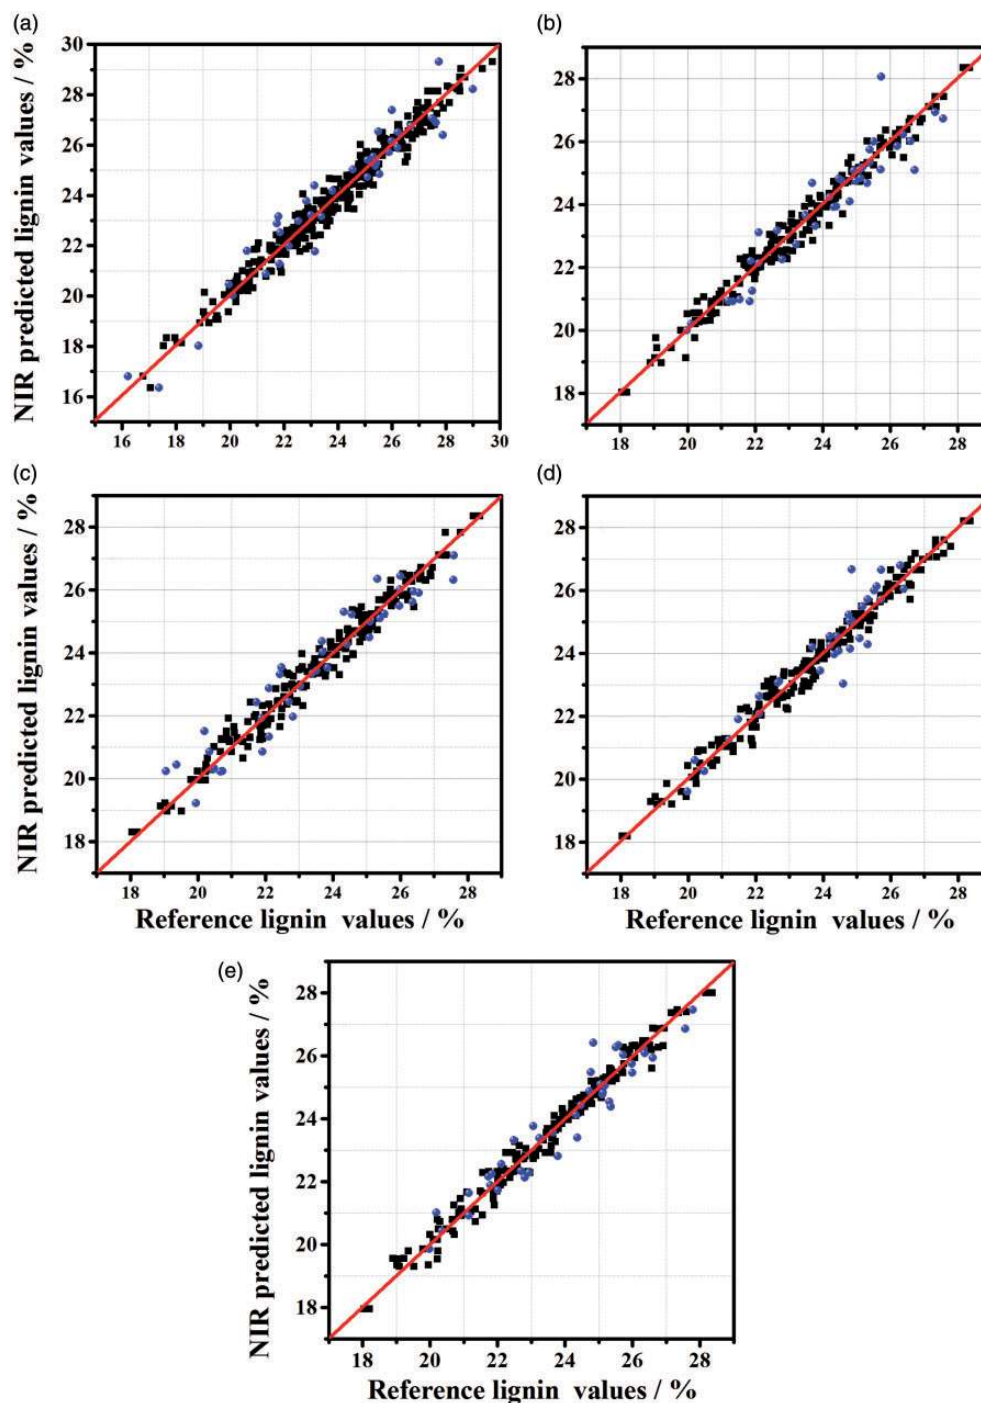 (a)
NIR predicted lignin values / %
30
28
26
24
22
20
18
16
16 18 20 22 24 26 28 30
(b)
28
26
24
22
20
18
18 20 22 24 26 28
(c)
NIR predicted lignin values / %
28
26
24
22
20
18
18 20 22 24 26 28
Reference lignin values / %
(d)
28
26
24
22
20
18
18 20 22 24 26 28
Reference lignin values / %
(e)
NIR predicted lignin values / %
28
26
24
22
20
18
18 20 22 24 26 28
Reference lignin values / %